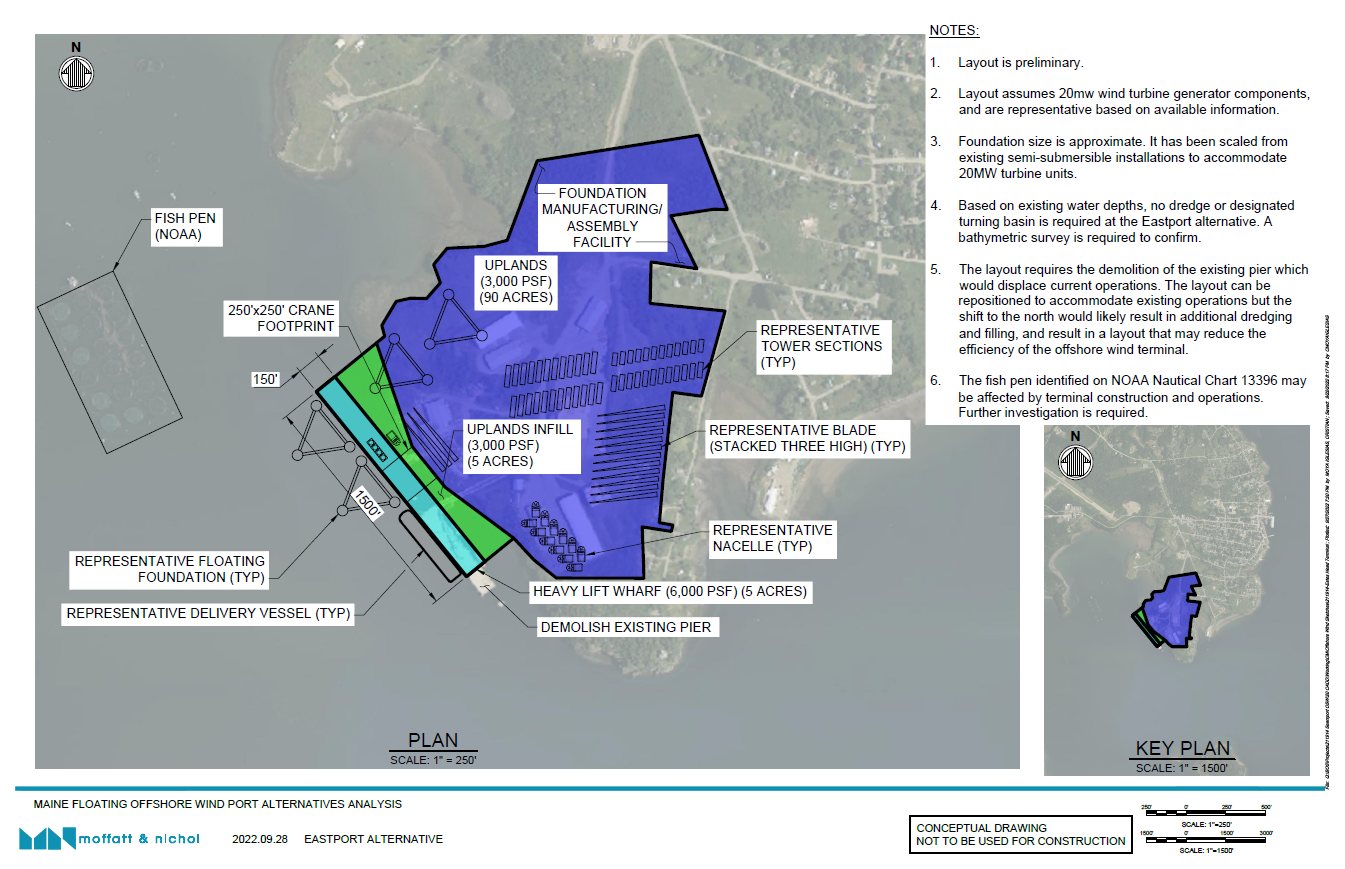 NOTES:
1. Layout is preliminary.
2. Layout assumes 20mw wind turbine generator components,
and are representative based on available information.
3. Foundation size is approximate. It has been scaled from
existing semi-submersible installations to accommodate
20MW turbine units.
4. Based on existing water depths, no dredge or designated
turning basin is required at the Eastport alternative. A
bathymetric survey is required to confirm.
5. The layout requires the demolition of the existing pier which
would displace current operations. The layout can be
repositioned to accommodate existing operations but the
shift to the north would likely result in additional dredging
and filling, and result in a layout that may reduce the
efficiency of the offshore wind terminal.
6. The fish pen identified on NOAA Nautical Chart 13396 may
be affected by terminal construction and operations.
Further investigation is required.
N
FISH PEN
(NOAA)
FOUNDATION
MANUFACTURING/
ASSEMBLY
FACILITY
UPLANDS
(3,000 PSF)
(90 ACRES)
250'x250' CRANE
FOOTPRINT
150'
REPRESENTATIVE
TOWER SECTIONS
(TYP)
UPLANDS INFILL
(3,000 PSF)
(5 ACRES)
REPRESENTATIVE BLADE
(STACKED THREE HIGH) (TYP)
1500'
REPRESENTATIVE
NACELLE (TYP)
REPRESENTATIVE FLOATING
FOUNDATION (TYP)
HEAVY LIFT WHARF (6,000 PSF) (5 ACRES)
REPRESENTATIVE DELIVERY VESSEL (TYP)
DEMOLISH EXISTING PIER
PLAN
SCALE: 1" = 250'
N
KEY PLAN
SCALE: 1" = 1500'
MAINE FLOATING OFFSHORE WIND PORT ALTERNATIVES ANALYSIS
moffatt & nichol
2022.09.28 EASTPORT ALTERNATIVE
CONCEPTUAL DRAWING
NOT TO BE USED FOR CONSTRUCTION
250' 0' 250' 500'
SCALE: 1"=250'
1500' 0' 1500' 3000'
SCALE: 1"=1500'